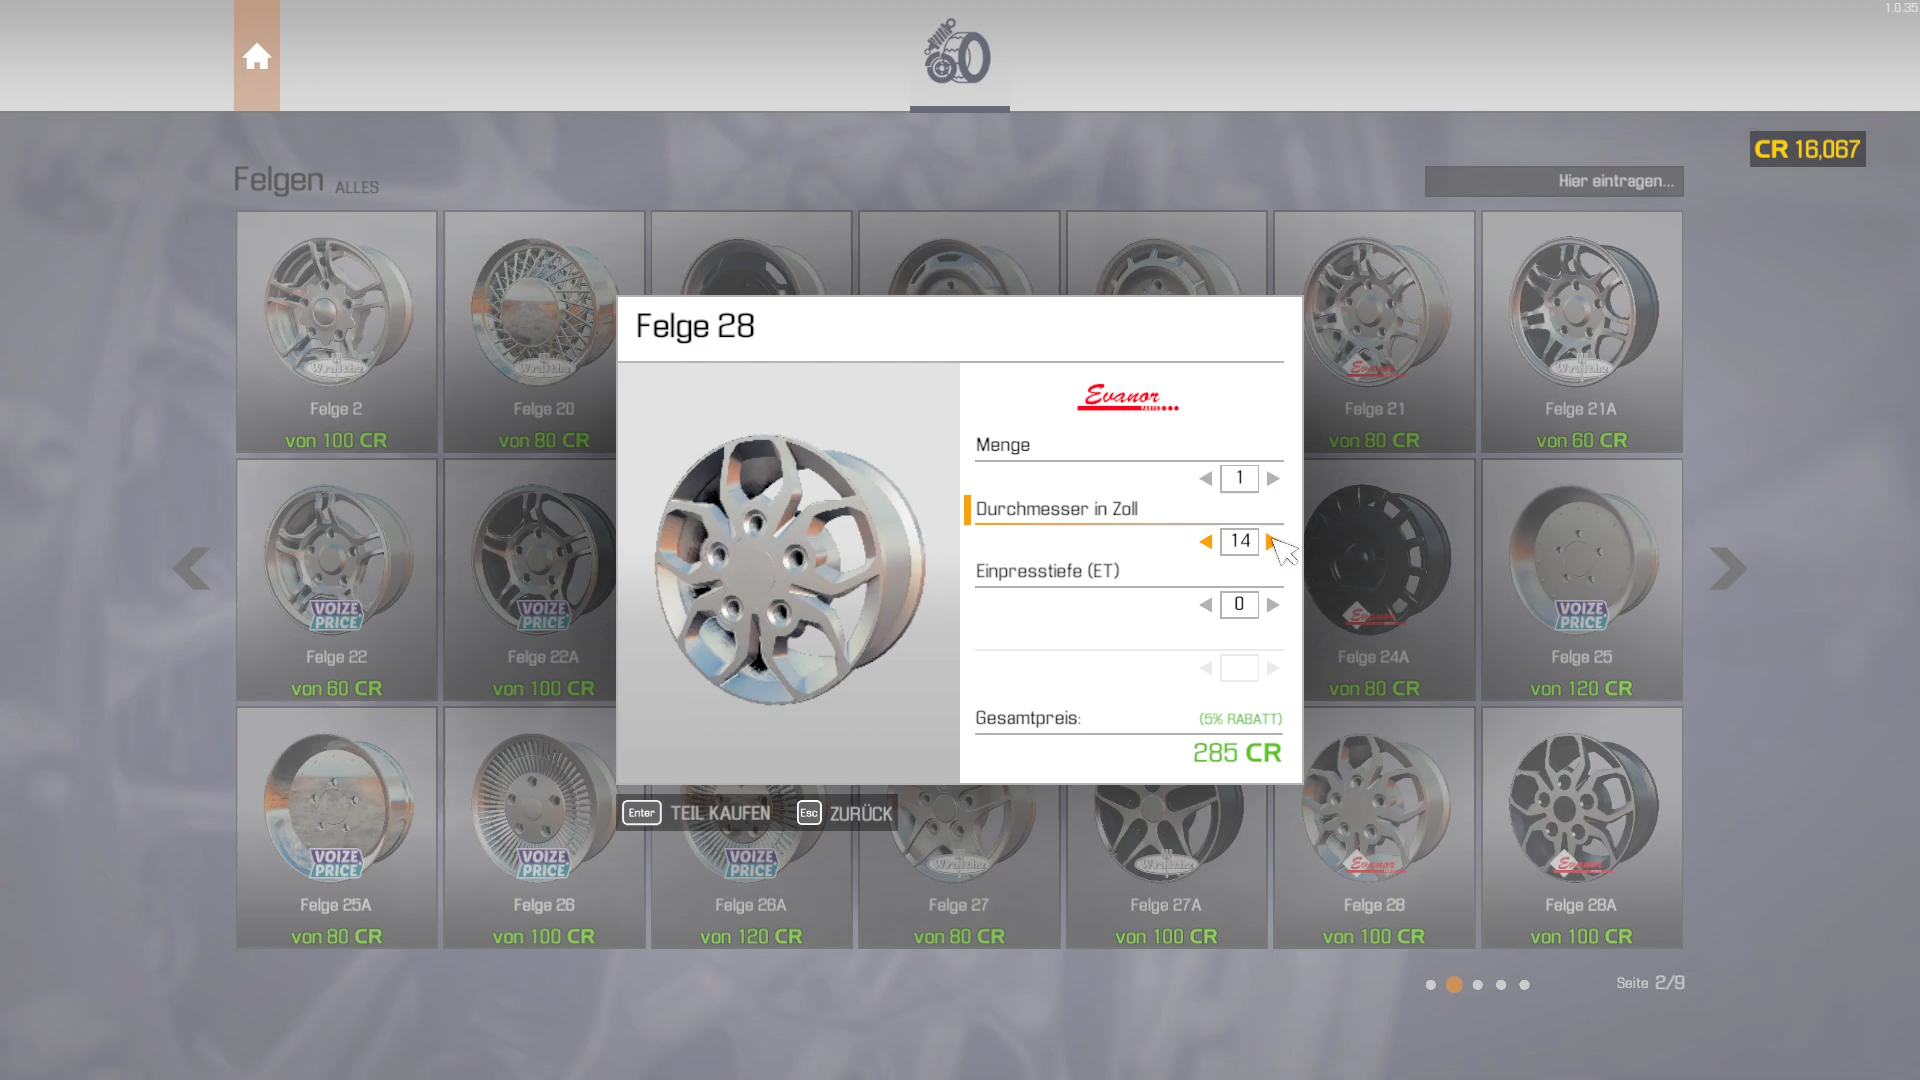 1.0.35
CR 16,067
Felgen ALLES
Hier eintragen...
Felge 2
von 100 CR
Felge 20
von 80 CR
Felge 21
von 80 CR
Felge 21A
von 60 CR
Felge 28
Evanor
PARTS
Menge
1
Durchmesser in Zoll
14
Einpresstiefe (ET)
0
Gesamtpreis:
(5% RABATT)
285 CR
Enter TEIL KAUFEN Esc ZURÜCK
VOIZE PRICE
Felge 22
von 60 CR
VOIZE PRICE
Felge 22A
von 100 CR
Evanor
Felge 24A
von 80 CR
VOIZE PRICE
Felge 25
von 120 CR
VOIZE PRICE
Felge 25A
von 80 CR
VOIZE PRICE
Felge 26
von 100 CR
VOIZE PRICE
Felge 26A
von 120 CR
Felge 27
von 80 CR
Felge 27A
von 100 CR
Evanor
Felge 28
von 100 CR
Evanor
Felge 28A
von 100 CR
Seite 2/9